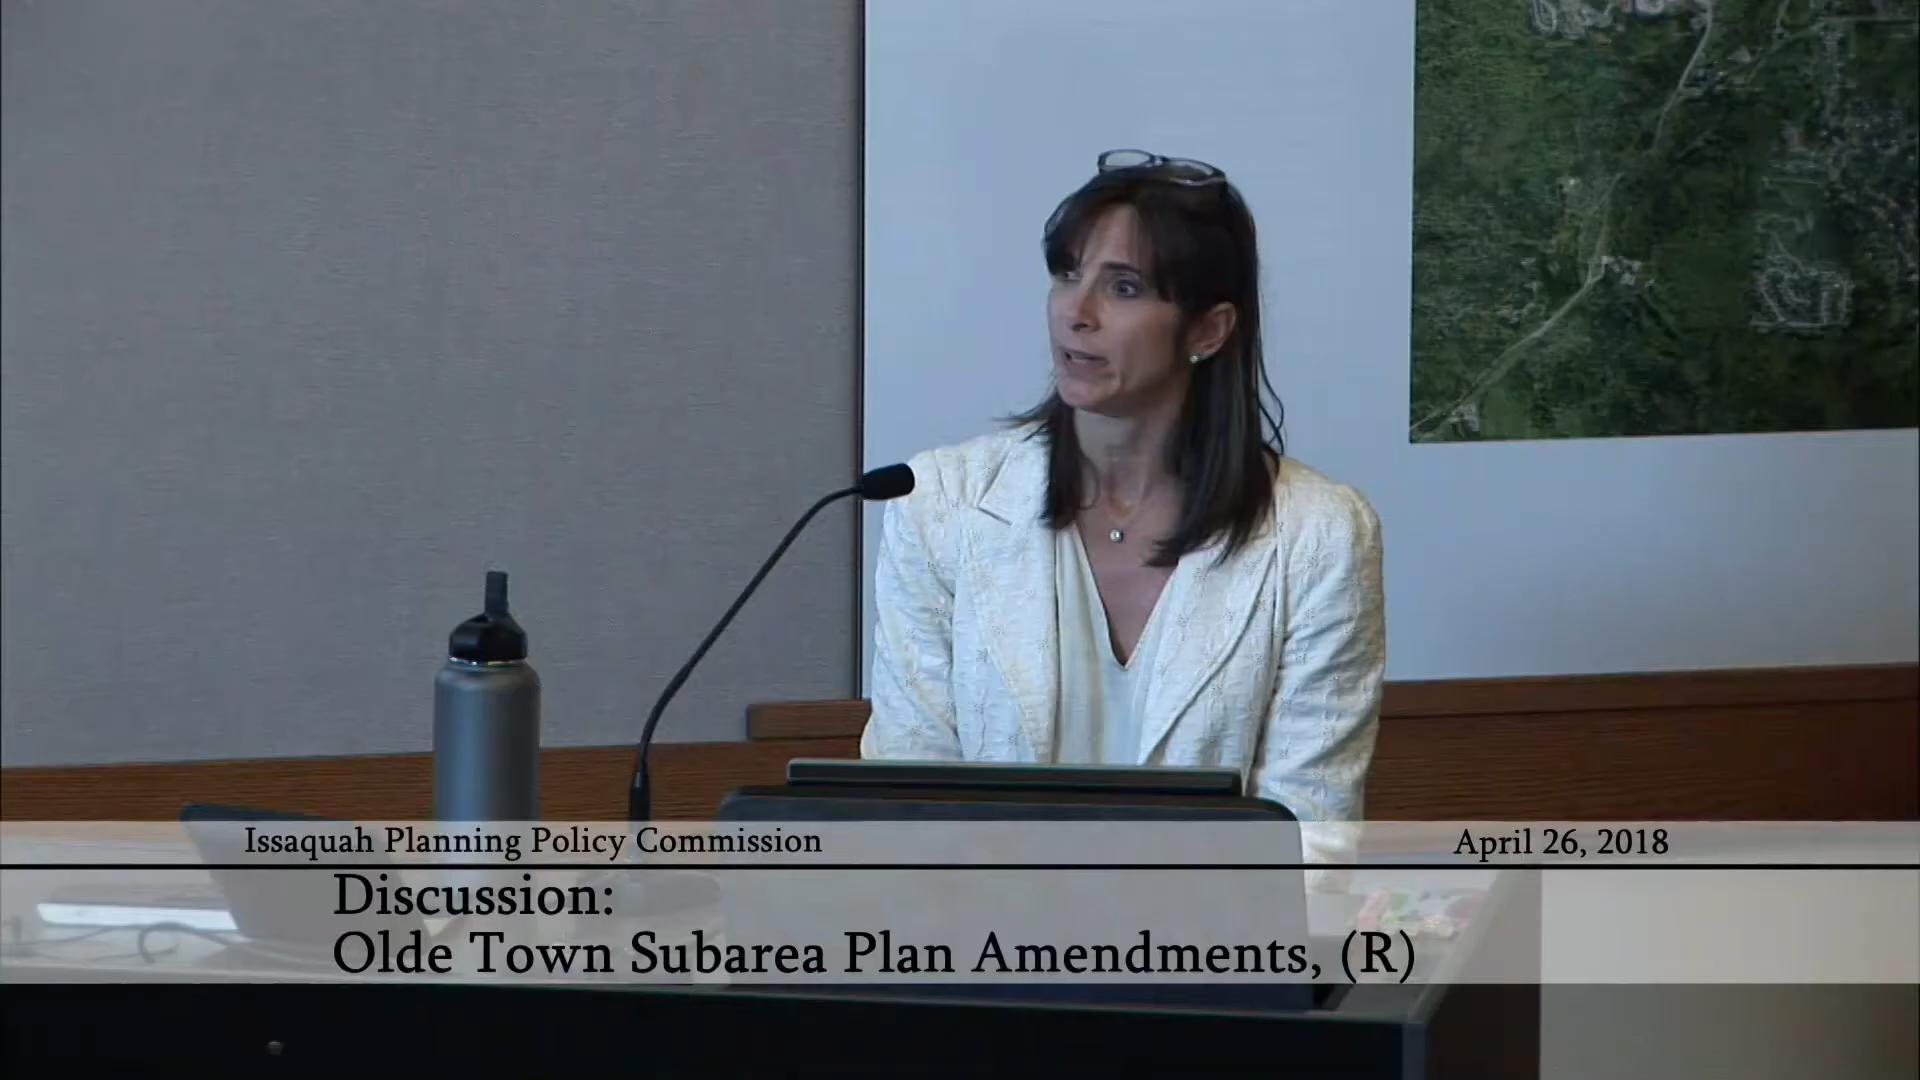 Issaquah Planning Policy Commission
April 26, 2018
Discussion:
Olde Town Subarea Plan Amendments, (R)